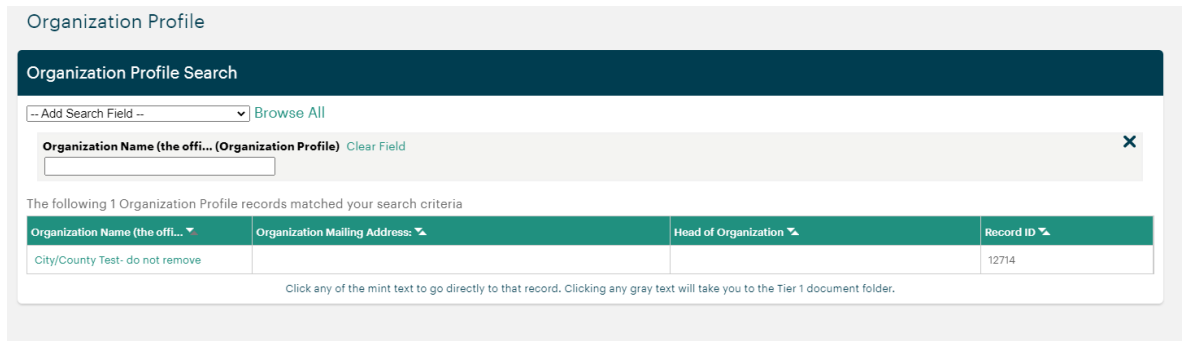 Organization Profile
Organization Profile Search
-- Add Search Field -- Browse All
Organization Name (the offi... (Organization Profile) Clear Field
The following 1 Organization Profile records matched your search criteria
Organization Name (the offi... Organization Mailing Address: Head of Organization Record ID
City/County Test- do not remove 12714
Click any of the mint text to go directly to that record. Clicking any gray text will take you to the Tier 1 document folder.